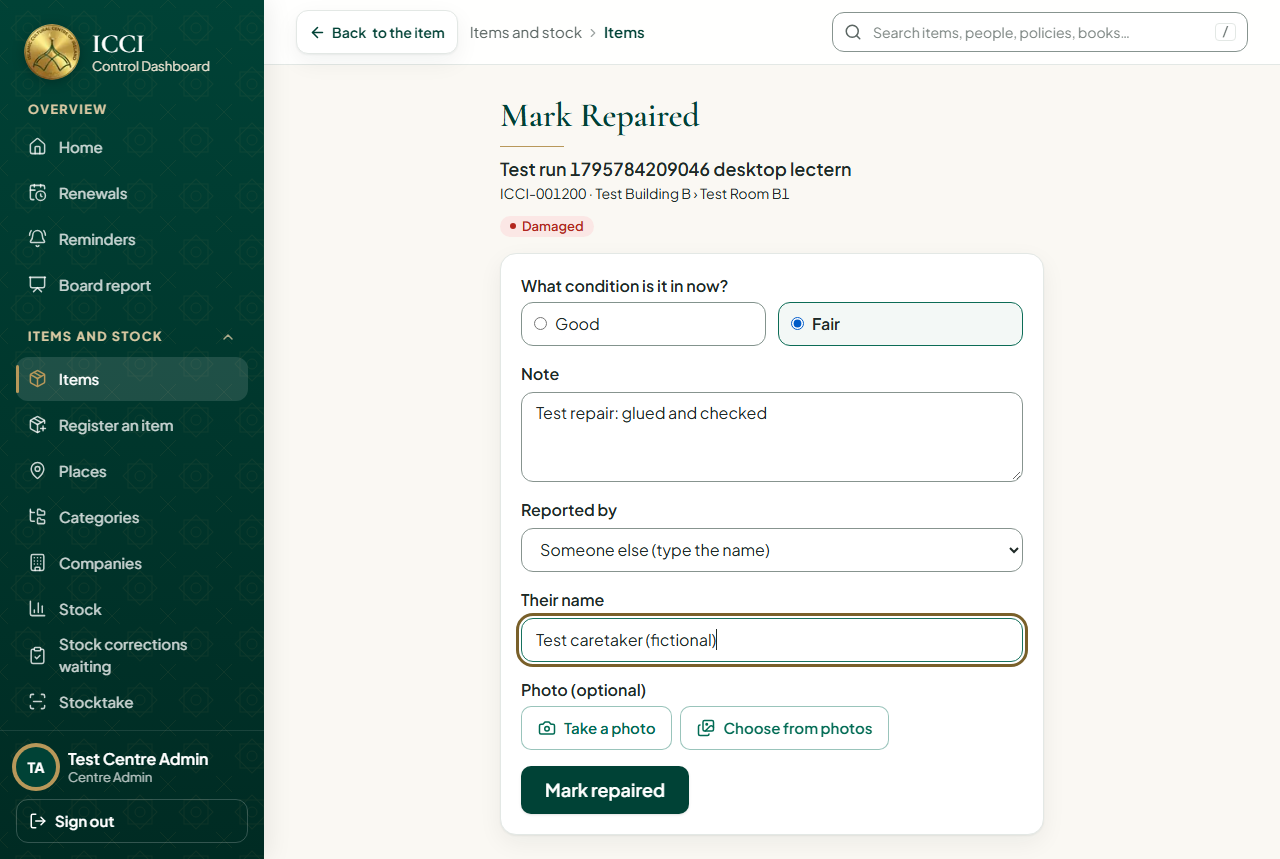 ICCI
Control Dashboard
OVERVIEW
Home
Renewals
Reminders
Board report
ITEMS AND STOCK
Items
Register an item
Places
Categories
Companies
Stock
Stock corrections
waiting
Stocktake
TA
Test Centre Admin
Centre Admin
Sign out
Back to the item
Items and stock › Items
Search items, people, policies, books…
/
Mark Repaired
Test run 1795784209046 desktop lectern
ICCI-001200 · Test Building B › Test Room B1
Damaged
What condition is it in now?
Good
Fair
Note
Test repair: glued and checked
Reported by
Someone else (type the name)
Their name
Test caretaker (fictional)
Photo (optional)
Take a photo
Choose from photos
Mark repaired